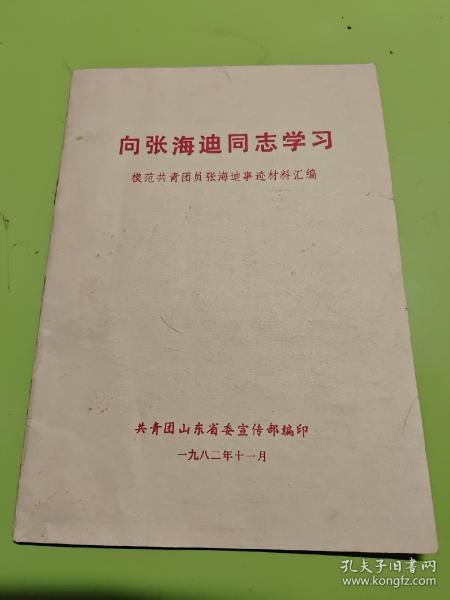 向张海迪同志学习
模范共青团员张海迪事迹材料汇编
共青团山东省委宣传部编印
一九八二年十一月
孔夫子旧书网
www.kongfz.com